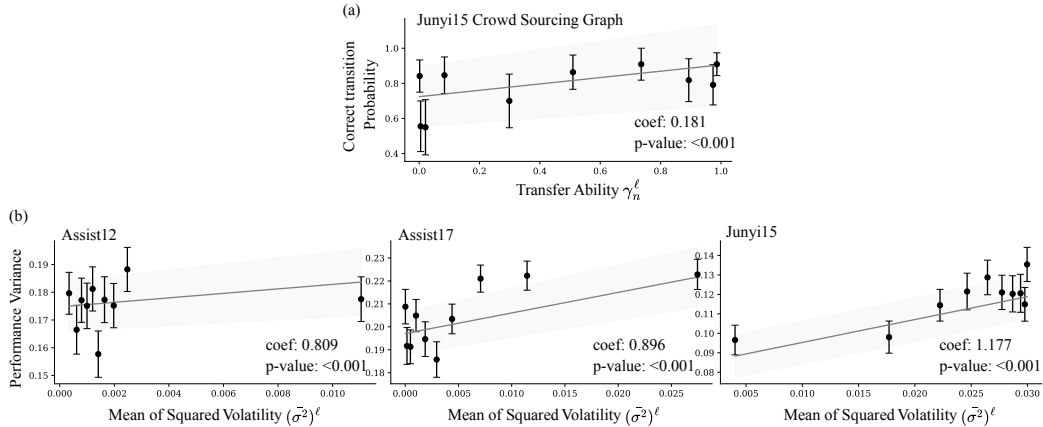 (a)
Junyi15 Crowd Sourcing Graph
Correct transition
Probability
1.0
0.8
0.6
0.4
coef: 0.181
p-value: <0.001
0.0 0.2 0.4 0.6 0.8 1.0
Transfer Ability γₙ^ℓ
(b)
Assist12
Performance Variance
0.19
0.18
0.17
0.16
0.15
coef: 0.809
p-value: <0.001
0.000 0.002 0.004 0.006 0.008 0.010
Mean of Squared Volatility (σ̄²)^ℓ
Assist17
0.22
0.21
0.20
0.19
0.18
coef: 0.896
p-value: <0.001
0.000 0.005 0.010 0.015 0.020 0.025
Mean of Squared Volatility (σ̄²)^ℓ
Junyi15
0.14
0.13
0.12
0.11
0.10
0.09
0.08
coef: 1.177
p-value: <0.001
0.005 0.010 0.015 0.020 0.025 0.030
Mean of Squared Volatility (σ̄²)^ℓ